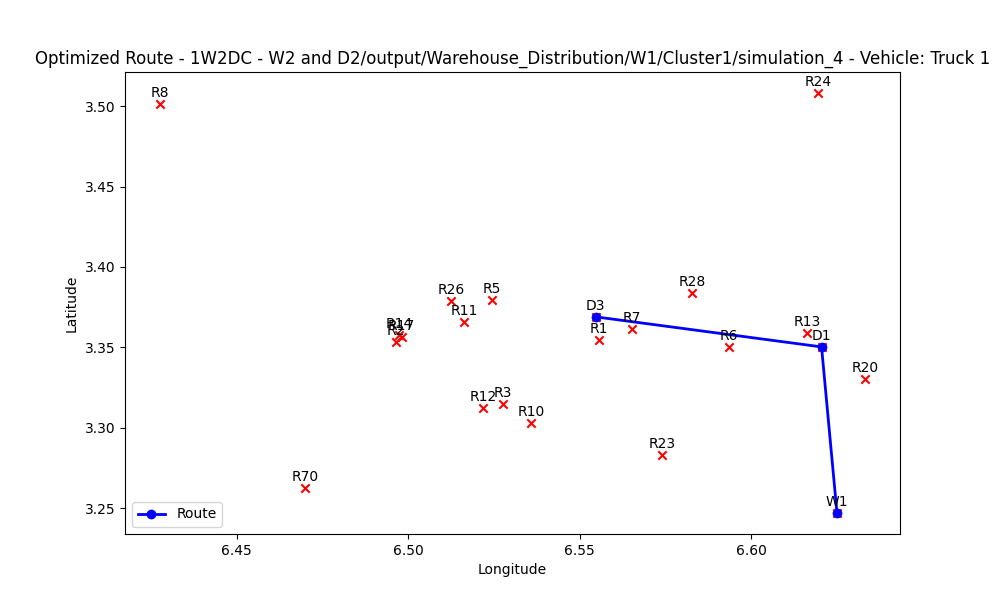 Optimized Route - 1W2DC - W2 and D2/output/Warehouse_Distribution/W1/Cluster1/simulation_4 - Vehicle: Truck 1
R8
R24
3.50
3.45
3.40
3.35
3.30
3.25
Latitude
R28
R26
R5
D3
R11
R7
R13
R14
R17
R1
R6
D1
R20
R12
R3
R10
R23
R70
W1
Route
6.45
6.50
6.55
6.60
Longitude